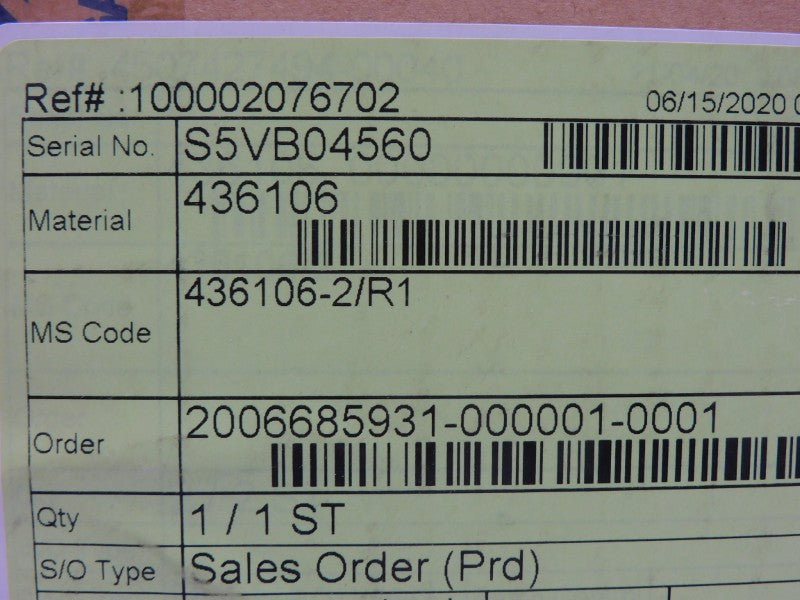 Ref# :100002076702
06/15/2020
Serial No. S5VB04560
Material 436106
MS Code 436106-2/R1
Order 2006685931-000001-0001
Qty 1 / 1 ST
S/O Type Sales Order (Prd)